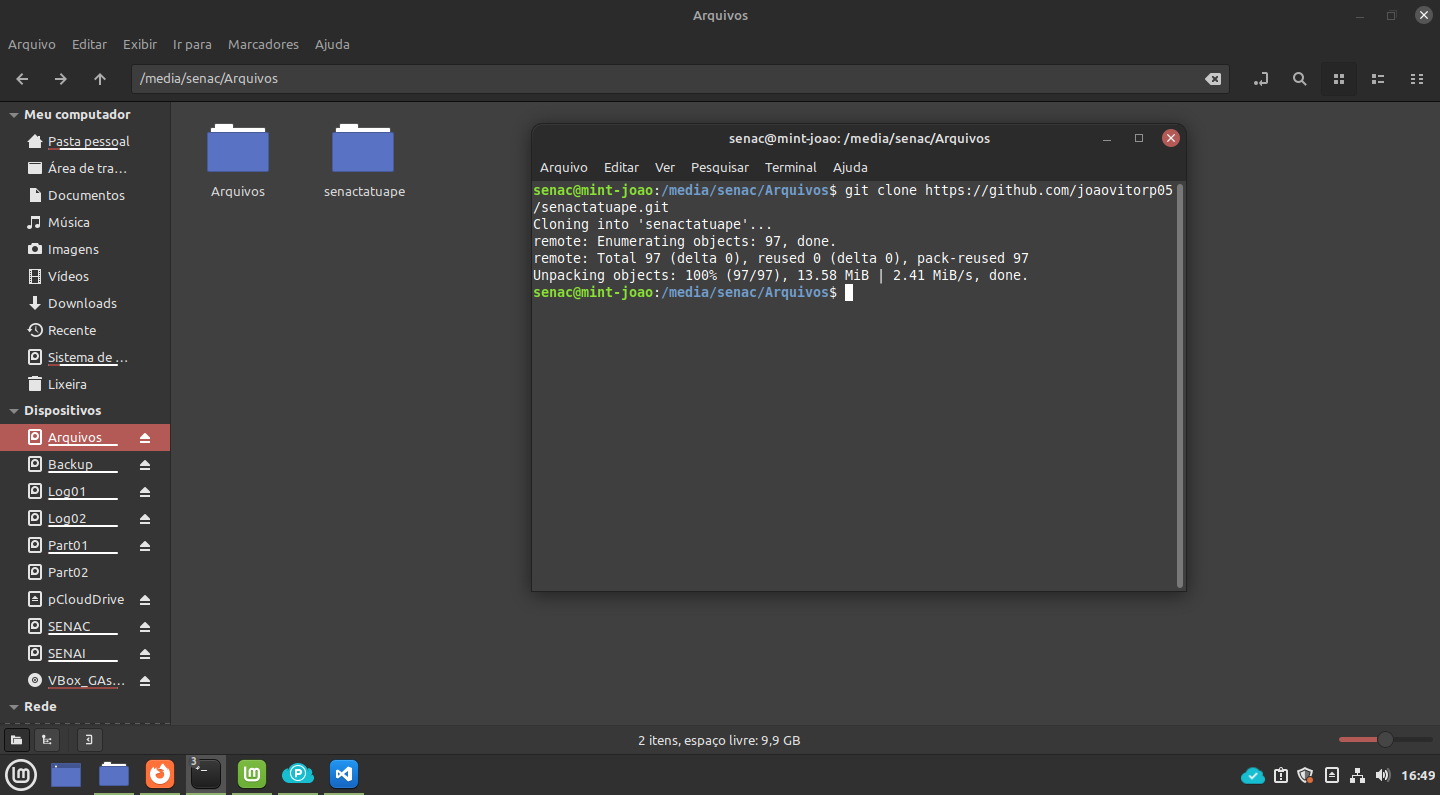 Arquivos
Arquivo Editar Exibir Ir para Marcadores Ajuda
/media/senac/Arquivos
Meu computador
Pasta pessoal
Área de tra...
Documentos
Música
Imagens
Vídeos
Downloads
Recente
Sistema de ...
Lixeira
Dispositivos
Arquivos
Backup
Log01
Log02
Part01
Part02
pCloudDrive
SENAC
SENAI
VBox_GAs...
Rede
Arquivos
senactatuape
senac@mint-joao: /media/senac/Arquivos
Arquivo Editar Ver Pesquisar Terminal Ajuda
senac@mint-joao:/media/senac/Arquivos$ git clone https://github.com/joaovitorp05
/senactatuape.git
Cloning into 'senactatuape'...
remote: Enumerating objects: 97, done.
remote: Total 97 (delta 0), reused 0 (delta 0), pack-reused 97
Unpacking objects: 100% (97/97), 13.58 MiB | 2.41 MiB/s, done.
senac@mint-joao:/media/senac/Arquivos$
2 itens, espaço livre: 9,9 GB
3
16:49